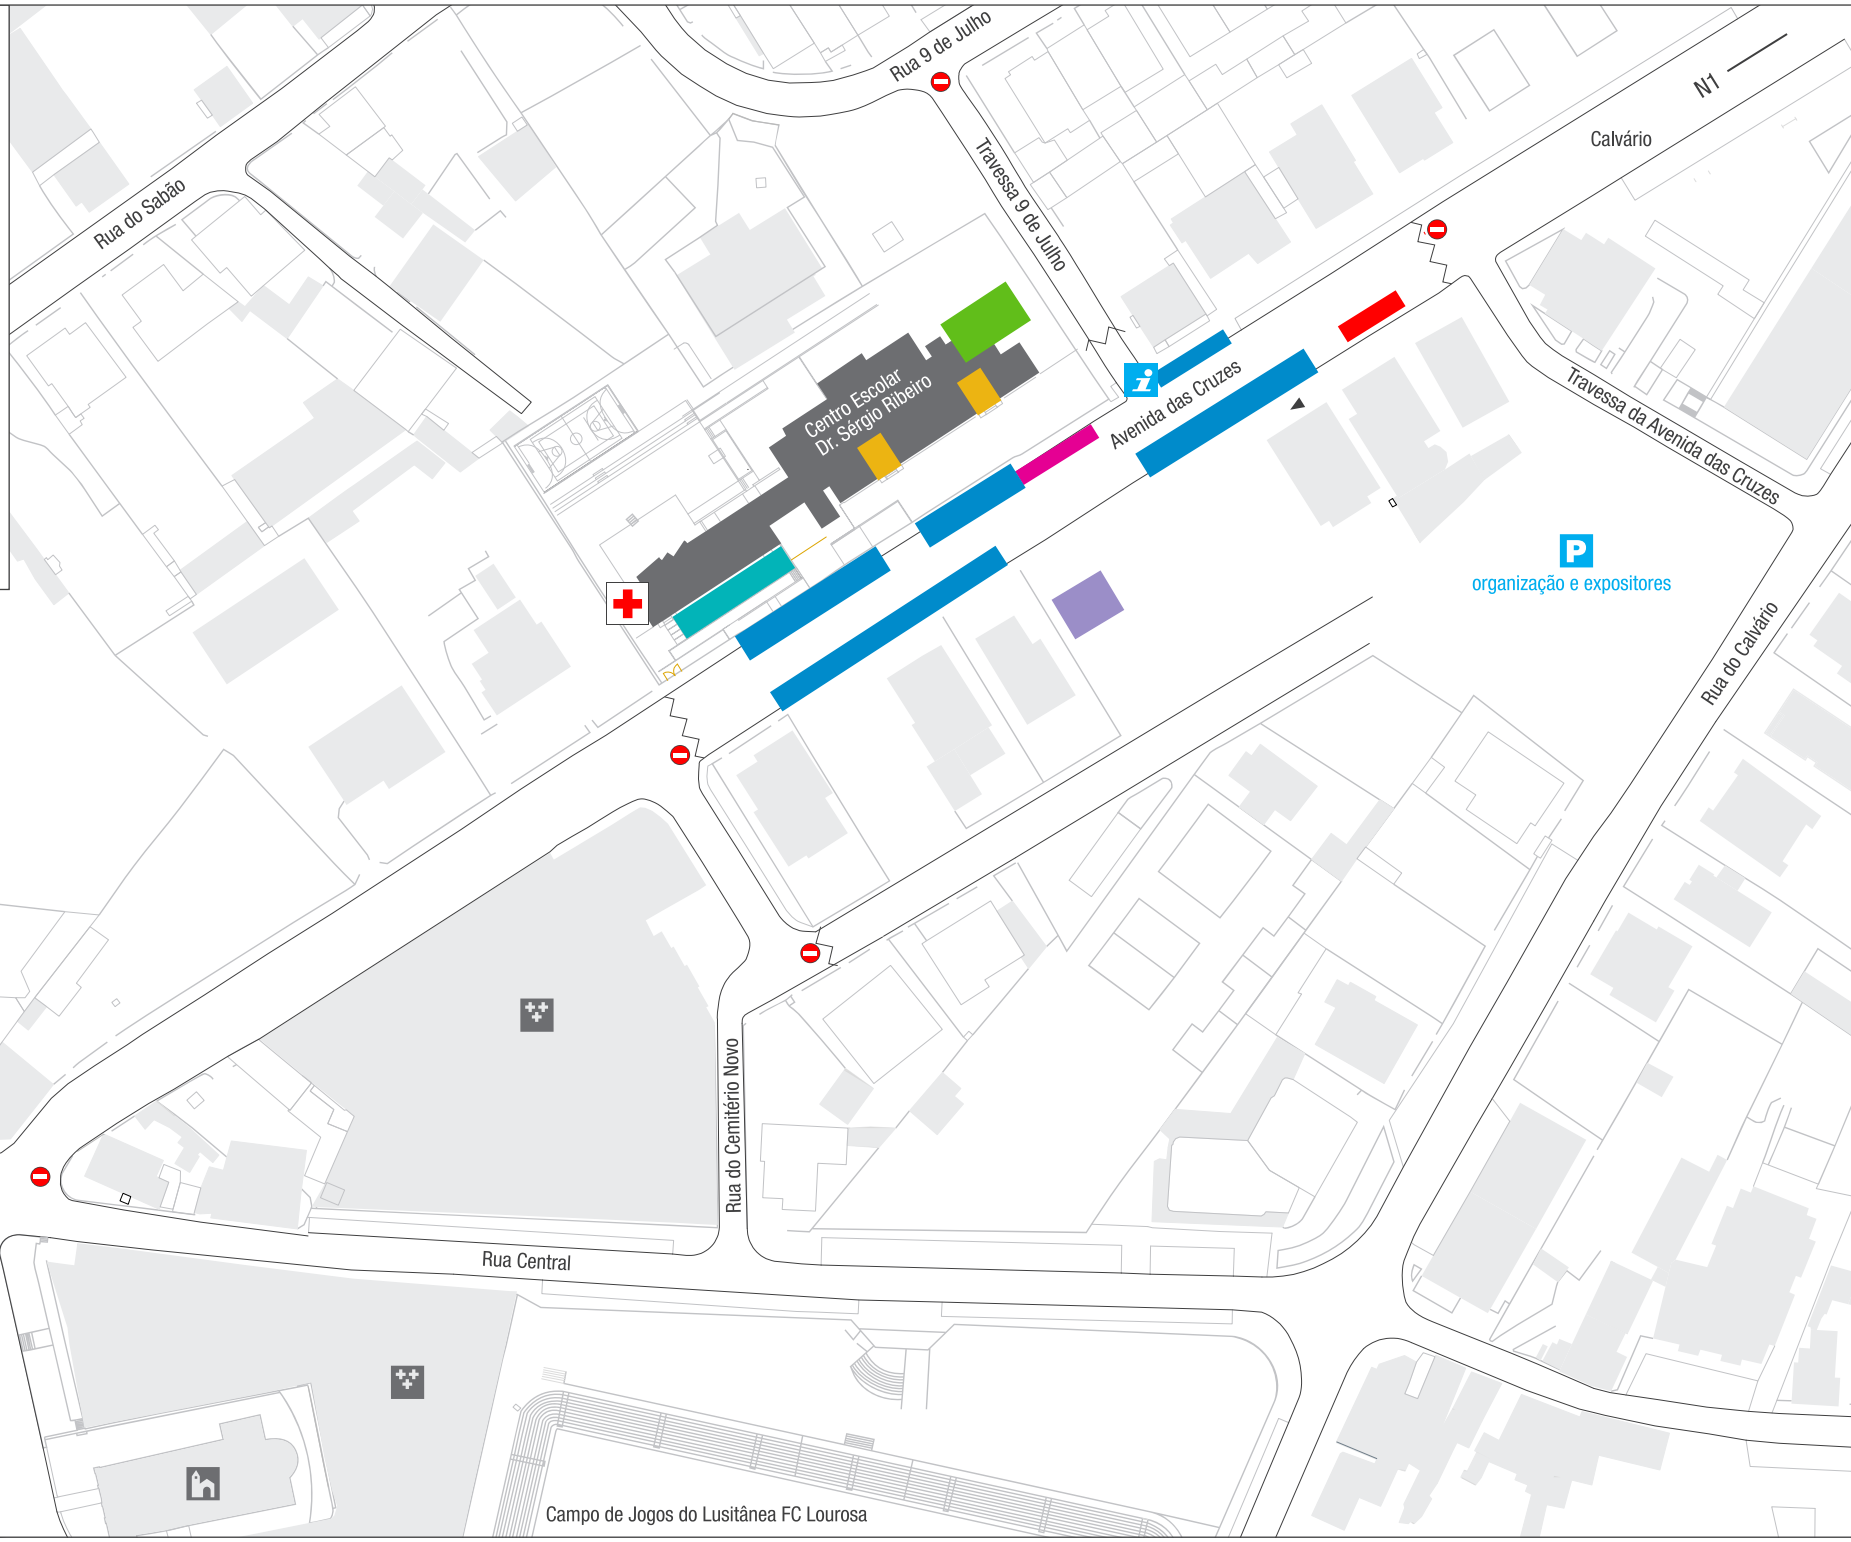 Rua 9 de Julho
N1
Calvário
Travessa 9 de Julho
Rua do Sabão
Centro Escolar
Dr. Sérgio Ribeiro
i
Avenida das Cruzes
Travessa da Avenida das Cruzes
P
organização e expositores
Rua do Calvário
Rua do Cemitério Novo
Rua Central
Campo de Jogos do Lusitânea FC Lourosa